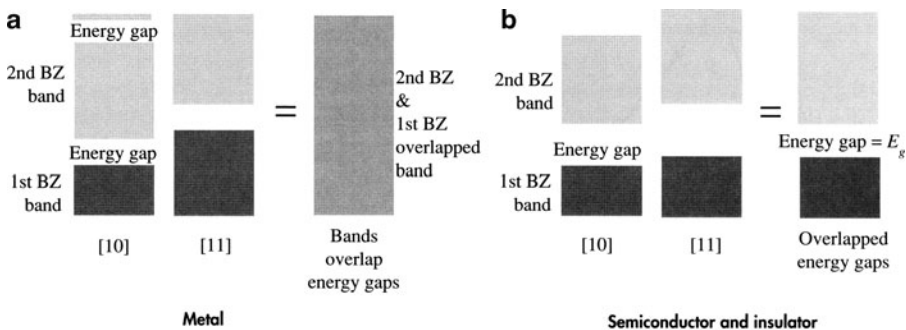 a
Energy gap
2nd BZ
band
Energy gap
1st BZ
band
[10]
[11]
=
2nd BZ
&
1st BZ
overlapped
band
Bands
overlap
energy gaps
Metal
b
2nd BZ
band
Energy gap
1st BZ
band
[10]
[11]
=
Energy gap = Eg
Overlapped
energy gaps
Semiconductor and insulator